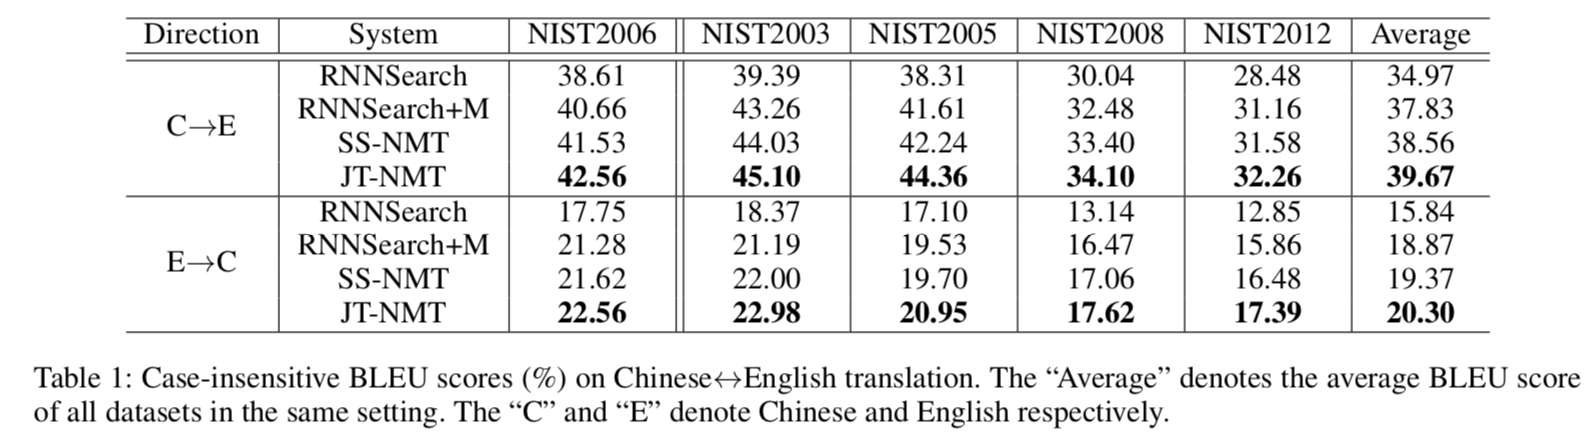 Direction System NIST2006 NIST2003 NIST2005 NIST2008 NIST2012 Average
C→E
RNNSearch 38.61 39.39 38.31 30.04 28.48 34.97
RNNSearch+M 40.66 43.26 41.61 32.48 31.16 37.83
SS-NMT 41.53 44.03 42.24 33.40 31.58 38.56
JT-NMT 42.56 45.10 44.36 34.10 32.26 39.67
E→C
RNNSearch 17.75 18.37 17.10 13.14 12.85 15.84
RNNSearch+M 21.28 21.19 19.53 16.47 15.86 18.87
SS-NMT 21.62 22.00 19.70 17.06 16.48 19.37
JT-NMT 22.56 22.98 20.95 17.62 17.39 20.30
Table 1: Case-insensitive BLEU scores (%) on Chinese↔English translation. The “Average” denotes the average BLEU score
of all datasets in the same setting. The “C” and “E” denote Chinese and English respectively.